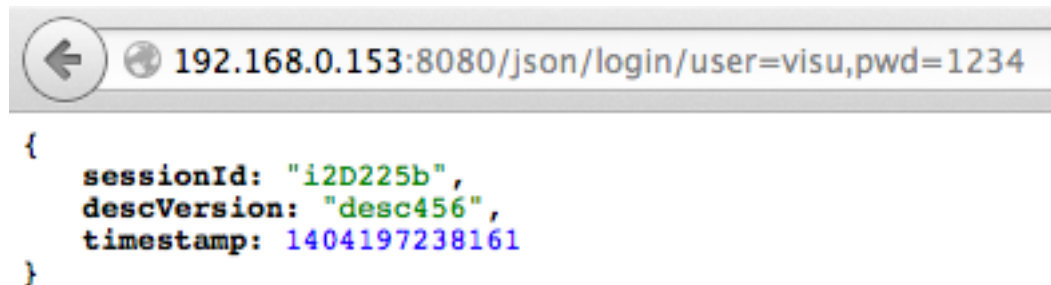 192.168.0.153:8080/json/login/user=visu,pwd=1234
{
sessionId: "i2D225b",
descVersion: "desc456",
timestamp: 1404197238161
}